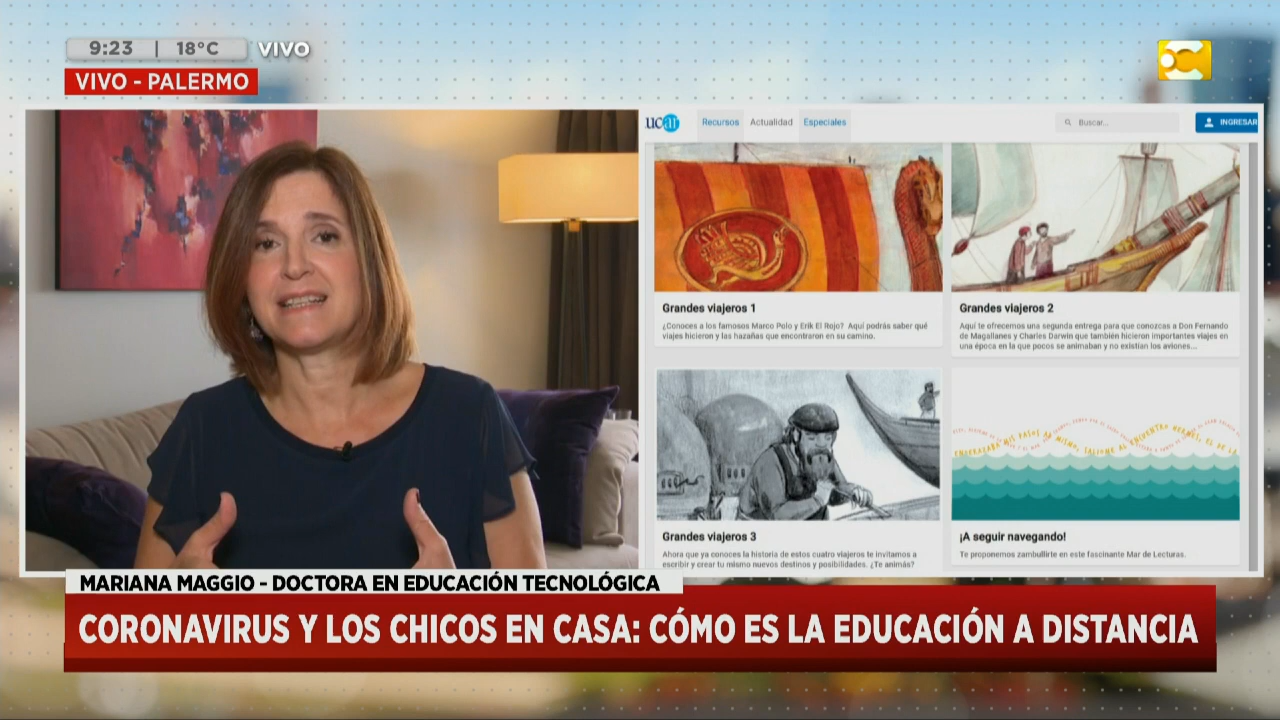 9:23 | 18°C VIVO
VIVO - PALERMO
ucar Recursos Actualidad Especiales Buscar... INGRESAR
Grandes viajeros 1
¿Conoces a los famosos Marco Polo y Erik El Rojo? Aquí podrás saber qué
viajes hicieron y las hazañas que encontraron en su camino.
Grandes viajeros 2
Aquí te ofrecemos una segunda entrega para que conozcas a Don Fernando
de Magallanes y Charles Darwin que también hicieron importantes viajes en
una época en la que pocos se animaban y no existían los aviones...
Grandes viajeros 3
Ahora que ya conoces la historia de estos cuatro viajeros te invitamos a
escribir y crear tu mismo nuevos destinos y posibilidades. ¿Te animás?
¡A seguir navegando!
Te proponemos zambullirte en este fascinante Mar de Lecturas.
MARIANA MAGGIO - DOCTORA EN EDUCACIÓN TECNOLÓGICA
CORONAVIRUS Y LOS CHICOS EN CASA: CÓMO ES LA EDUCACIÓN A DISTANCIA